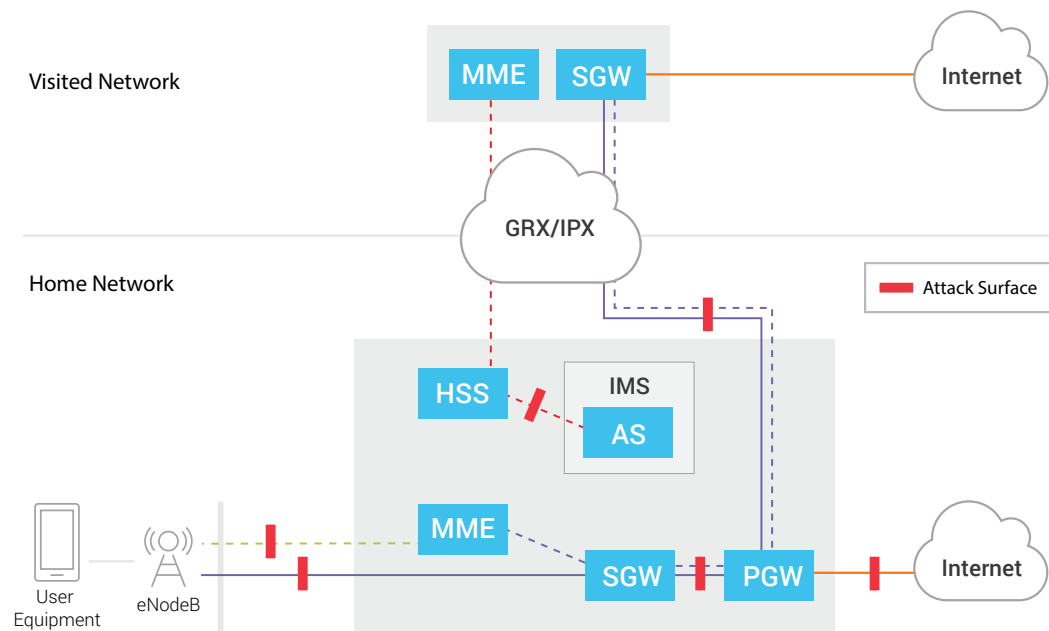 Visited Network
MME
SGW
Internet
GRX/IPX
Home Network
Attack Surface
HSS
IMS
AS
MME
SGW
PGW
Internet
User
Equipment
eNodeB